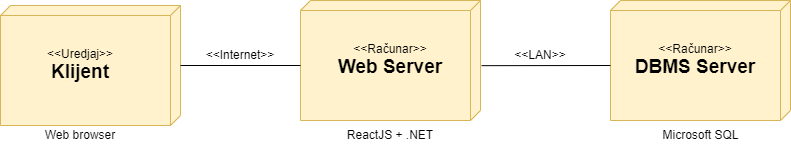 <<Uredjaj>>
Klijent
<<Internet>>
<<Računar>>
Web Server
<<LAN>>
<<Računar>>
DBMS Server
Web browser
ReactJS + .NET
Microsoft SQL